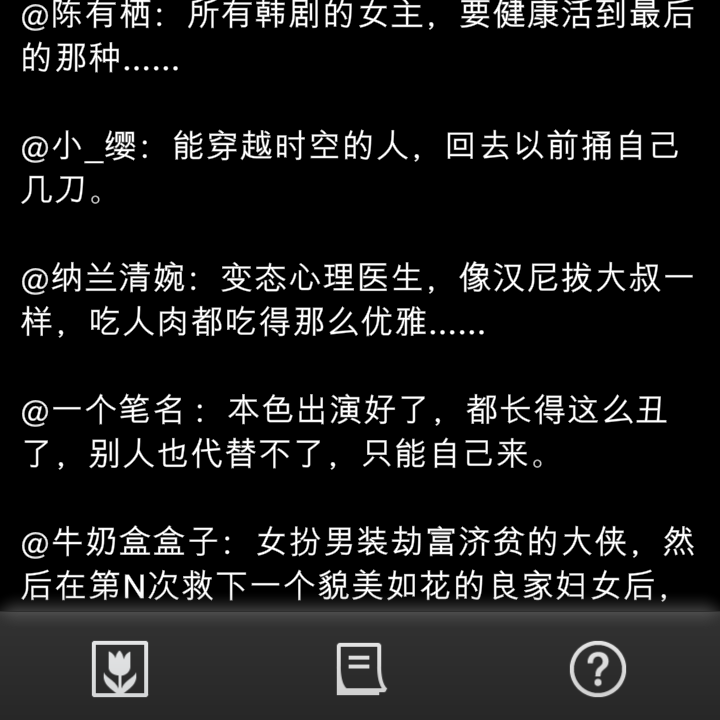 @陈有栖：所有韩剧的女主，要健康活到最后
的那种……
@小_缨：能穿越时空的人，回去以前捅自己
几刀。
@纳兰清婉：变态心理医生，像汉尼拔大叔一
样，吃人肉都吃得那么优雅……
@一个笔名：本色出演好了，都长得这么丑
了，别人也代替不了，只能自己来。
@牛奶盒盒子：女扮男装劫富济贫的大侠，然
后在第N次救下一个貌美如花的良家妇女后，
?